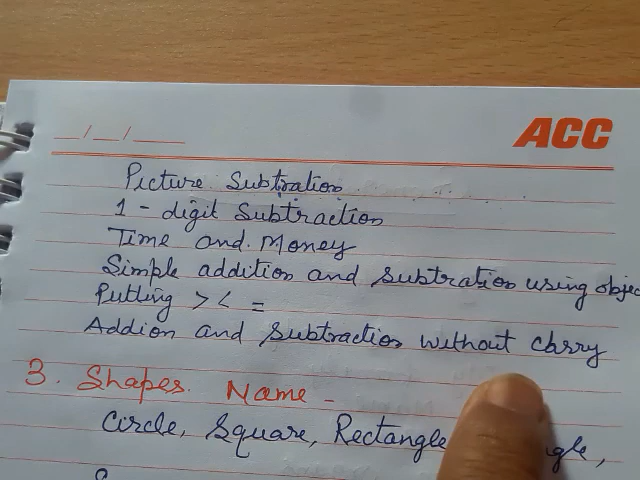 ACC
__/__/____
Picture Subtration
1 - digit Subtraction
Time and Money
Simple addition and Subtration using objec
Putting > < =
Addion and Subtraction without Carry
3. Shapes. Name -
Circle, Square, Rectangle gle,